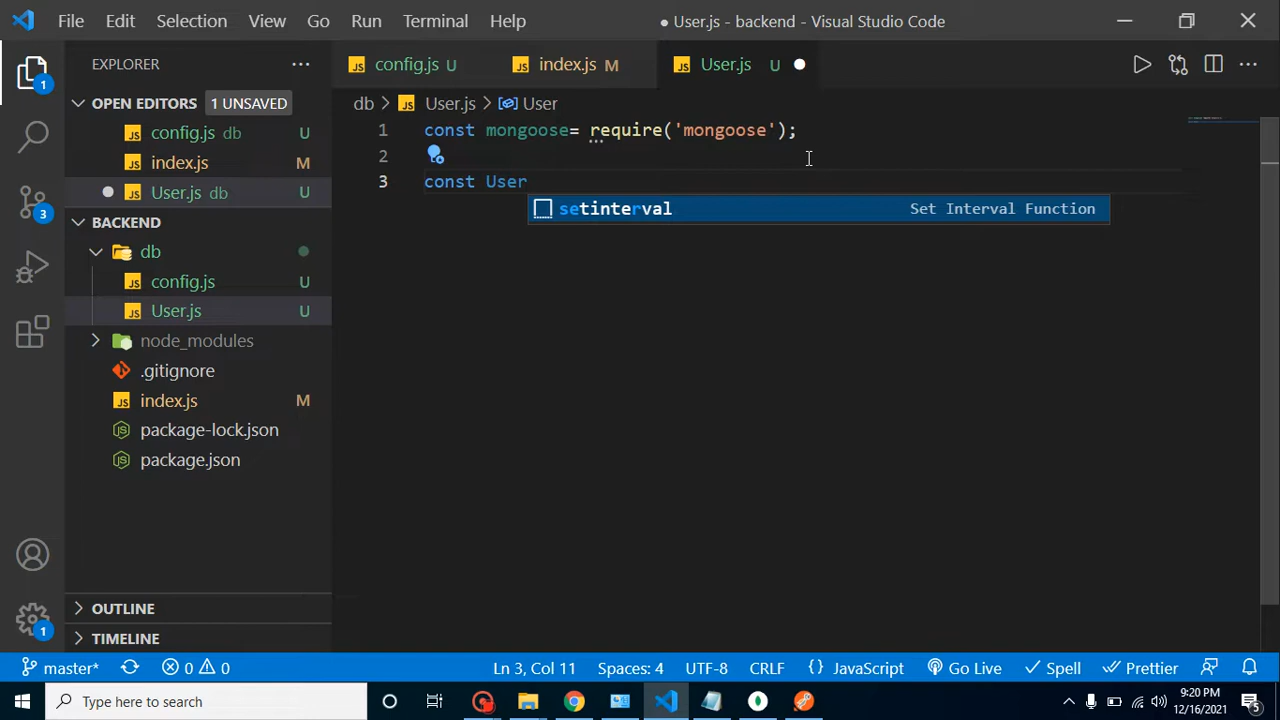 File Edit Selection View Go Run Terminal Help ● User.js - backend - Visual Studio Code
EXPLORER
config.js U
index.js M
User.js U
OPEN EDITORS 1 UNSAVED
config.js db U
index.js M
User.js db U
BACKEND
db
config.js U
User.js U
node_modules
.gitignore
index.js M
package-lock.json
package.json
OUTLINE
TIMELINE
db > User.js > User
1 const mongoose= require('mongoose');
2
3 const User
setinterval Set Interval Function
1
3
1
master* 0 0 Ln 3, Col 11 Spaces: 4 UTF-8 CRLF {} JavaScript Go Live Spell Prettier
Type here to search
9:20 PM
12/16/2021
5